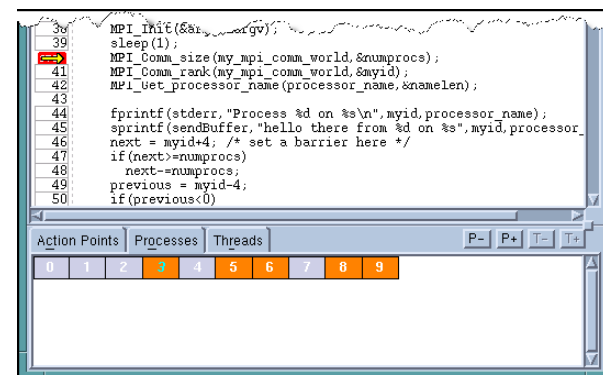 38 MPI_Init(&ar  rgv);
39 sleep(1);
MPI_Comm_size(my_mpi_comm_world,&numprocs);
41 MPI_Comm_rank(my_mpi_comm_world,&myid);
42 MPI_Get_processor_name(processor_name,&namelen);
43
44 fprintf(stderr,"Process %d on %s\n",myid,processor_name);
45 sprintf(sendBuffer,"hello there from %d on %s",myid,processor_
46 next = myid+4; /* set a barrier here */
47 if(next>=numprocs)
48 next-=numprocs;
49 previous = myid-4;
50 if(previous<0)
Action Points Processes Threads P- P+ T- T+
0 1 2 3 4 5 6 7 8 9